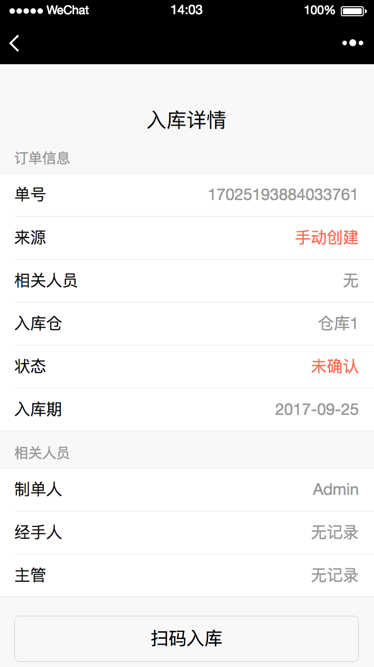 WeChat 14:03 100%
入库详情
订单信息
单号 17025193884033761
来源 手动创建
相关人员 无
入库仓 仓库1
状态 未确认
入库期 2017-09-25
相关人员
制单人 Admin
经手人 无记录
主管 无记录
扫码入库